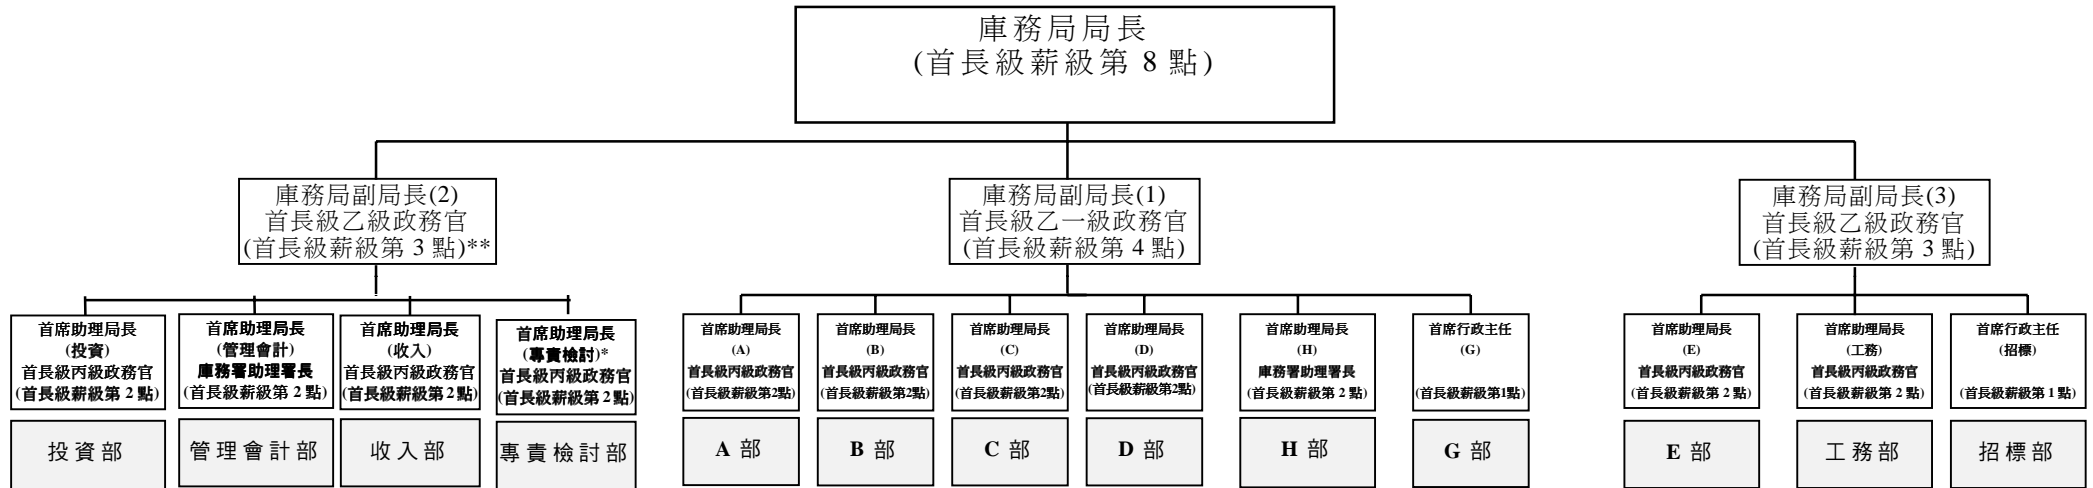 庫務局局長
(首長級薪級第 8 點)
庫務局副局長(2)
首長級乙級政務官
(首長級薪級第 3 點)**
庫務局副局長(1)
首長級乙一級政務官
(首長級薪級第 4 點)
庫務局副局長(3)
首長級乙級政務官
(首長級薪級第 3 點)
首席助理局長
(投資)
首長級丙級政務官
(首長級薪級第 2 點)
首席助理局長
(管理會計)
庫務署助理署長
(首長級薪級第 2 點)
首席助理局長
(收入)
首長級丙級政務官
(首長級薪級第 2點)
首席助理局長
(專責檢討)*
首長級丙級政務官
(首長級薪級第 2點)
首席助理局長
(A)
首長級丙級政務官
(首長級薪級第2點)
首席助理局長
(B)
首長級丙級政務官
(首長級薪級第2點)
首席助理局長
(C)
首長級丙級政務官
(首長級薪級第2點)
首席助理局長
(D)
首長級丙級政務官
(首長級薪級第2點)
首席助理局長
(H)
庫務署助理署長
(首長級薪級第 2 點)
首席行政主任
(G)
(首長級薪級第1點)
首席助理局長
(E)
首長級丙級政務官
(首長級薪級第 2 點)
首席助理局長
(工務)
首長級丙級政務官
(首長級薪級第 2 點)
首席行政主任
(招標)
(首長級薪級第 1 點)
投資部
管理會計部
收入部
專責檢討部
A 部
B 部
C 部
D 部
H 部
G 部
E 部
工務部
招標部